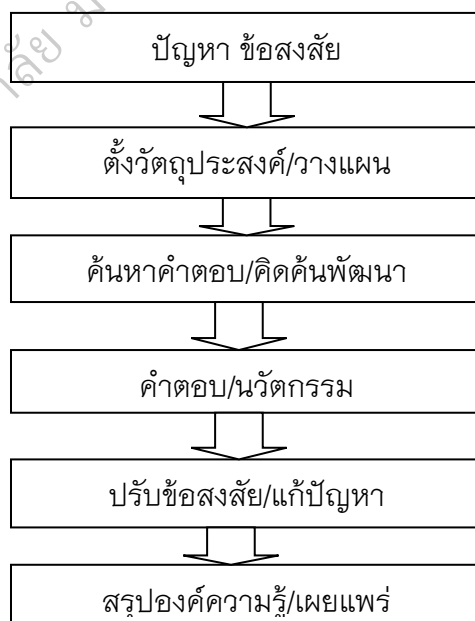 ลัย ม
ปัญหา ข้อสงสัย
ตั้งวัตถุประสงค์/วางแผน
ค้นหาคำตอบ/คิดค้นพัฒนา
คำตอบ/นวัตกรรม
ปรับข้อสงสัย/แก้ปัญหา
สรุปองค์ความรู้/เผยแพร่